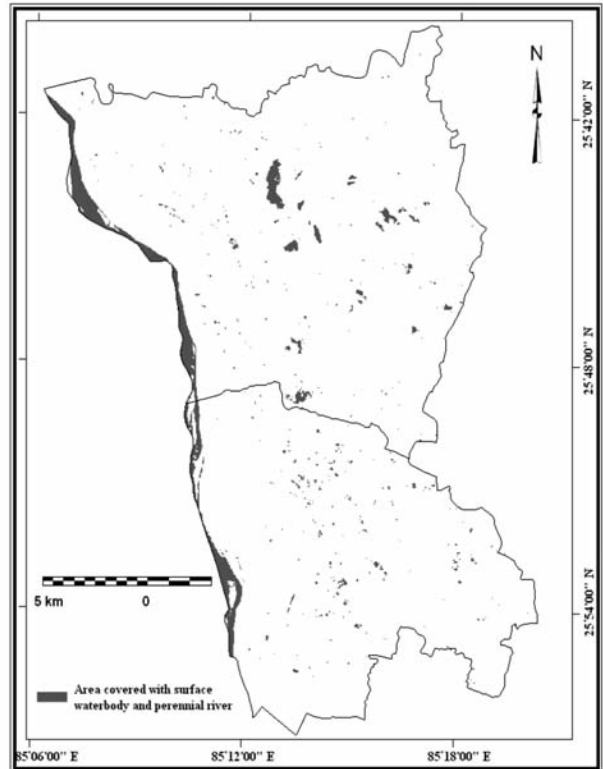 N
25°42'00'' N
25°48'00'' N
25°54'00'' N
5 km 0
Area covered with surface
waterbody and perennial river
85°06'00'' E 85°12'00'' E 85°18'00'' E